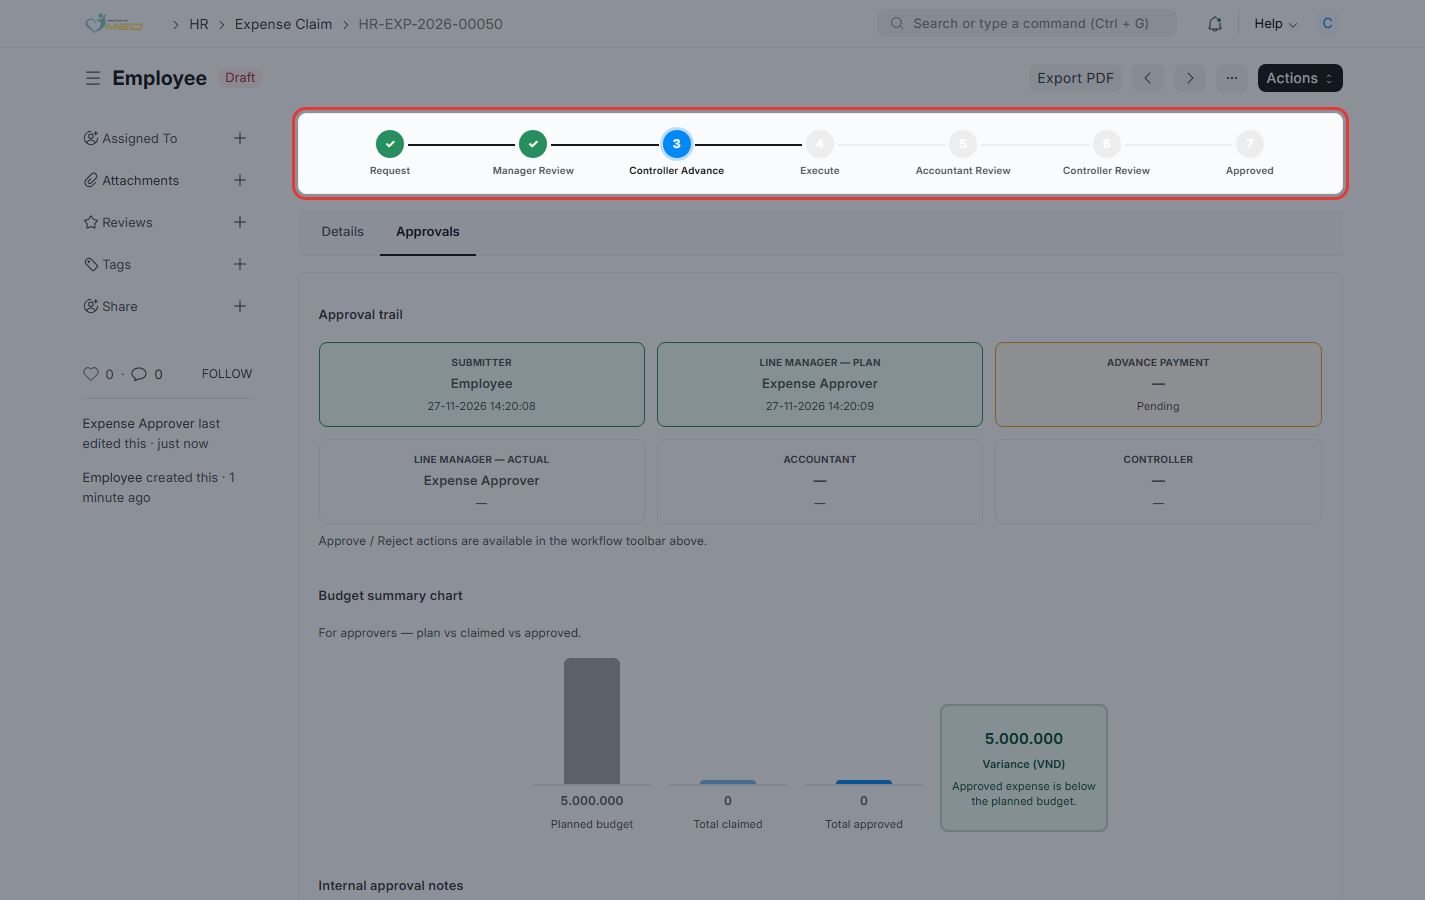 MED
HR
Expense Claim
HR-EXP-2026-00050
Search or type a command (Ctrl + G)
Help
C
Employee
Draft
Export PDF
Actions
Assigned To
Attachments
Reviews
Tags
Share
0 · 0
FOLLOW
Expense Approver last
edited this · just now
Employee created this · 1
minute ago
3
4
5
6
7
Request
Manager Review
Controller Advance
Execute
Accountant Review
Controller Review
Approved
Details
Approvals
Approval trail
SUBMITTER
Employee
27-11-2026 14:20:08
LINE MANAGER — PLAN
Expense Approver
27-11-2026 14:20:09
ADVANCE PAYMENT
—
Pending
LINE MANAGER — ACTUAL
Expense Approver
—
ACCOUNTANT
—
—
CONTROLLER
—
—
Approve / Reject actions are available in the workflow toolbar above.
Budget summary chart
For approvers — plan vs claimed vs approved.
5.000.000
Planned budget
0
Total claimed
0
Total approved
5.000.000
Variance (VND)
Approved expense is below
the planned budget.
Internal approval notes